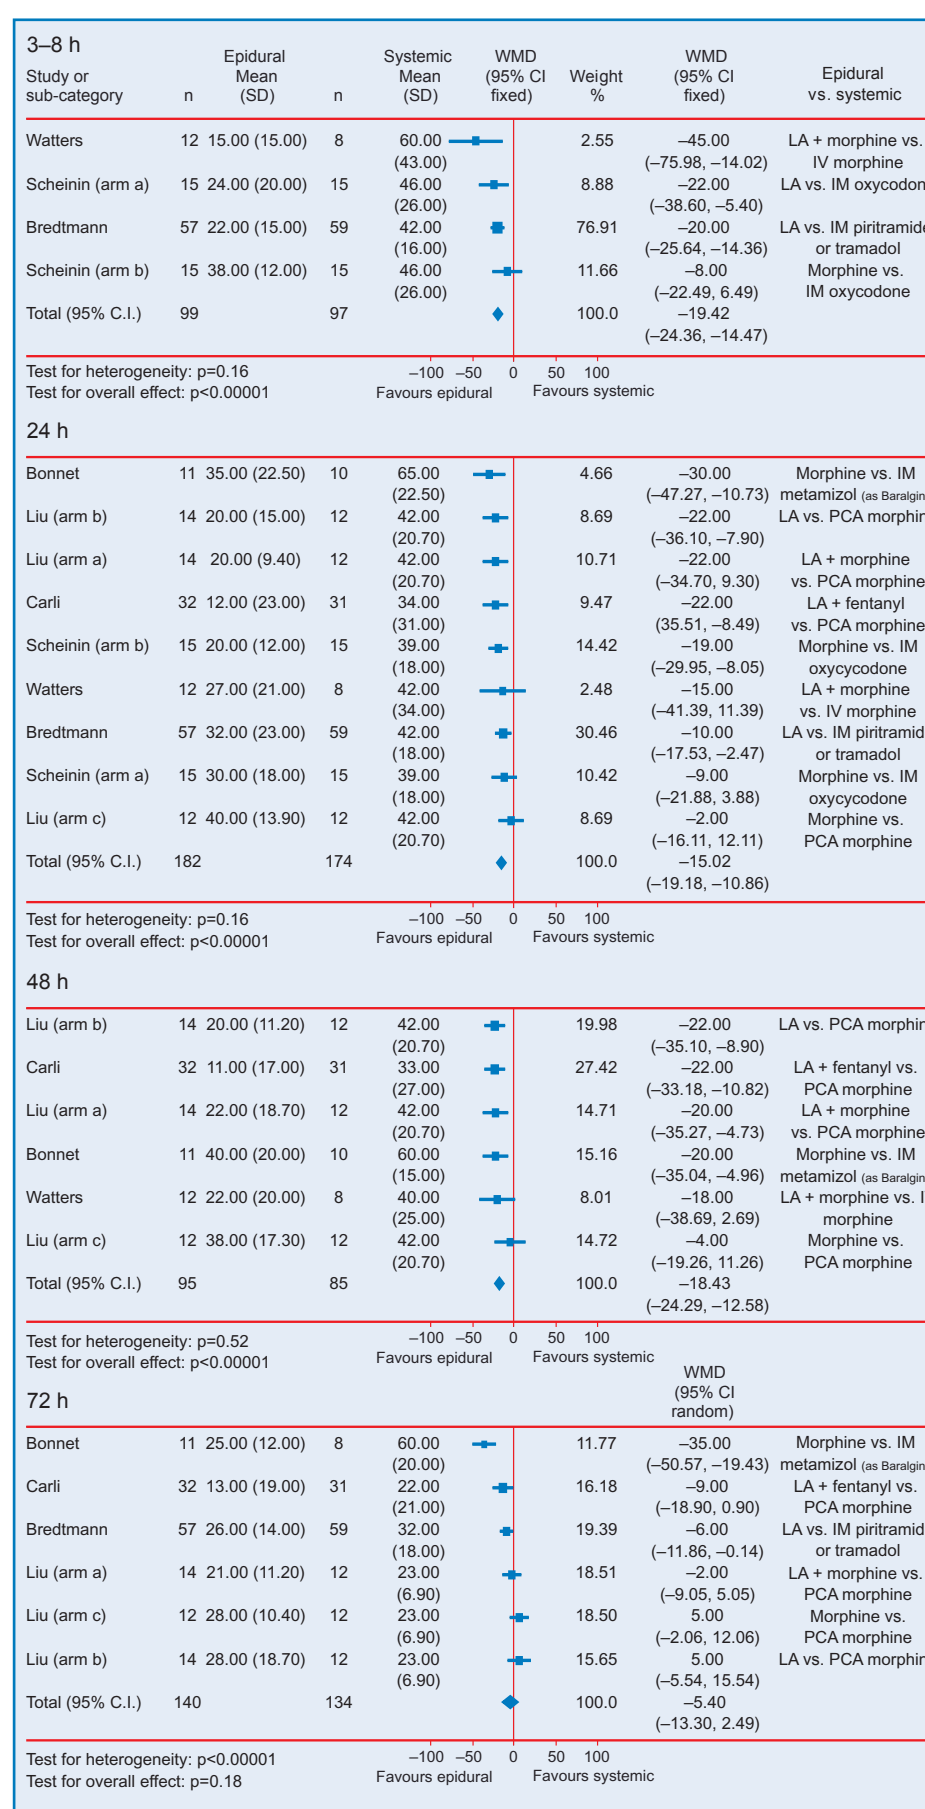 3–8 h
Epidural Systemic WMD WMD
Study or Mean Mean (95% CI Weight (95% CI Epidural
sub-category n (SD) n (SD) fixed) % fixed) vs. systemic
Watters 12 15.00 (15.00) 8 60.00 2.55 –45.00 LA + morphine vs.
(43.00) (–75.98, –14.02) IV morphine
Scheinin (arm a) 15 24.00 (20.00) 15 46.00 8.88 –22.00 LA vs. IM oxycodon
(26.00) (–38.60, –5.40)
Bredtmann 57 22.00 (15.00) 59 42.00 76.91 –20.00 LA vs. IM piritramide
(16.00) (–25.64, –14.36) or tramadol
Scheinin (arm b) 15 38.00 (12.00) 15 46.00 11.66 –8.00 Morphine vs.
(26.00) (–22.49, 6.49) IM oxycodone
Total (95% C.I.) 99 97 100.0 –19.42
(–24.36, –14.47)
Test for heterogeneity: p=0.16 –100 –50 0 50 100
Test for overall effect: p<0.00001 Favours epidural Favours systemic
24 h
Bonnet 11 35.00 (22.50) 10 65.00 4.66 –30.00 Morphine vs. IM
(22.50) (–47.27, –10.73) metamizol (as Baralgin
Liu (arm b) 14 20.00 (15.00) 12 42.00 8.69 –22.00 LA vs. PCA morphin
(20.70) (–36.10, –7.90)
Liu (arm a) 14 20.00 (9.40) 12 42.00 10.71 –22.00 LA + morphine
(20.70) (–34.70, 9.30) vs. PCA morphine
Carli 32 12.00 (23.00) 31 34.00 9.47 –22.00 LA + fentanyl
(31.00) (35.51, –8.49) vs. PCA morphine
Scheinin (arm b) 15 20.00 (12.00) 15 39.00 14.42 –19.00 Morphine vs. IM
(18.00) (–29.95, –8.05) oxycycodone
Watters 12 27.00 (21.00) 8 42.00 2.48 –15.00 LA + morphine
(34.00) (–41.39, 11.39) vs. IV morphine
Bredtmann 57 32.00 (23.00) 59 42.00 30.46 –10.00 LA vs. IM piritramid
(18.00) (–17.53, –2.47) or tramadol
Scheinin (arm a) 15 30.00 (18.00) 15 39.00 10.42 –9.00 Morphine vs. IM
(18.00) (–21.88, 3.88) oxycycodone
Liu (arm c) 12 40.00 (13.90) 12 42.00 8.69 –2.00 Morphine vs.
(20.70) (–16.11, 12.11) PCA morphine
Total (95% C.I.) 182 174 100.0 –15.02
(–19.18, –10.86)
Test for heterogeneity: p=0.16 –100 –50 0 50 100
Test for overall effect: p<0.00001 Favours epidural Favours systemic
48 h
Liu (arm b) 14 20.00 (11.20) 12 42.00 19.98 –22.00 LA vs. PCA morphin
(20.70) (–35.10, –8.90)
Carli 32 11.00 (17.00) 31 33.00 27.42 –22.00 LA + fentanyl vs.
(27.00) (–33.18, –10.82) PCA morphine
Liu (arm a) 14 22.00 (18.70) 12 42.00 14.71 –20.00 LA + morphine
(20.70) (–35.27, –4.73) vs. PCA morphine
Bonnet 11 40.00 (20.00) 10 60.00 15.16 –20.00 Morphine vs. IM
(15.00) (–35.04, –4.96) metamizol (as Baralgin
Watters 12 22.00 (20.00) 8 40.00 8.01 –18.00 LA + morphine vs. I
(25.00) (–38.69, 2.69) morphine
Liu (arm c) 12 38.00 (17.30) 12 42.00 14.72 –4.00 Morphine vs.
(20.70) (–19.26, 11.26) PCA morphine
Total (95% C.I.) 95 85 100.0 –18.43
(–24.29, –12.58)
Test for heterogeneity: p=0.52 –100 –50 0 50 100
Test for overall effect: p<0.00001 Favours epidural Favours systemic
WMD
72 h (95% CI
random)
Bonnet 11 25.00 (12.00) 8 60.00 11.77 –35.00 Morphine vs. IM
(20.00) (–50.57, –19.43) metamizol (as Baralgin
Carli 32 13.00 (19.00) 31 22.00 16.18 –9.00 LA + fentanyl vs.
(21.00) (–18.90, 0.90) PCA morphine
Bredtmann 57 26.00 (14.00) 59 32.00 19.39 –6.00 LA vs. IM piritramid
(18.00) (–11.86, –0.14) or tramadol
Liu (arm a) 14 21.00 (11.20) 12 23.00 18.51 –2.00 LA + morphine vs.
(6.90) (–9.05, 5.05) PCA morphine
Liu (arm c) 12 28.00 (10.40) 12 23.00 18.50 5.00 Morphine vs.
(6.90) (–2.06, 12.06) PCA morphine
Liu (arm b) 14 28.00 (18.70) 12 23.00 15.65 5.00 LA vs. PCA morphin
(6.90) (–5.54, 15.54)
Total (95% C.I.) 140 134 100.0 –5.40
(–13.30, 2.49)
Test for heterogeneity: p<0.00001 –100 –50 0 50 100
Test for overall effect: p=0.18 Favours epidural Favours systemic